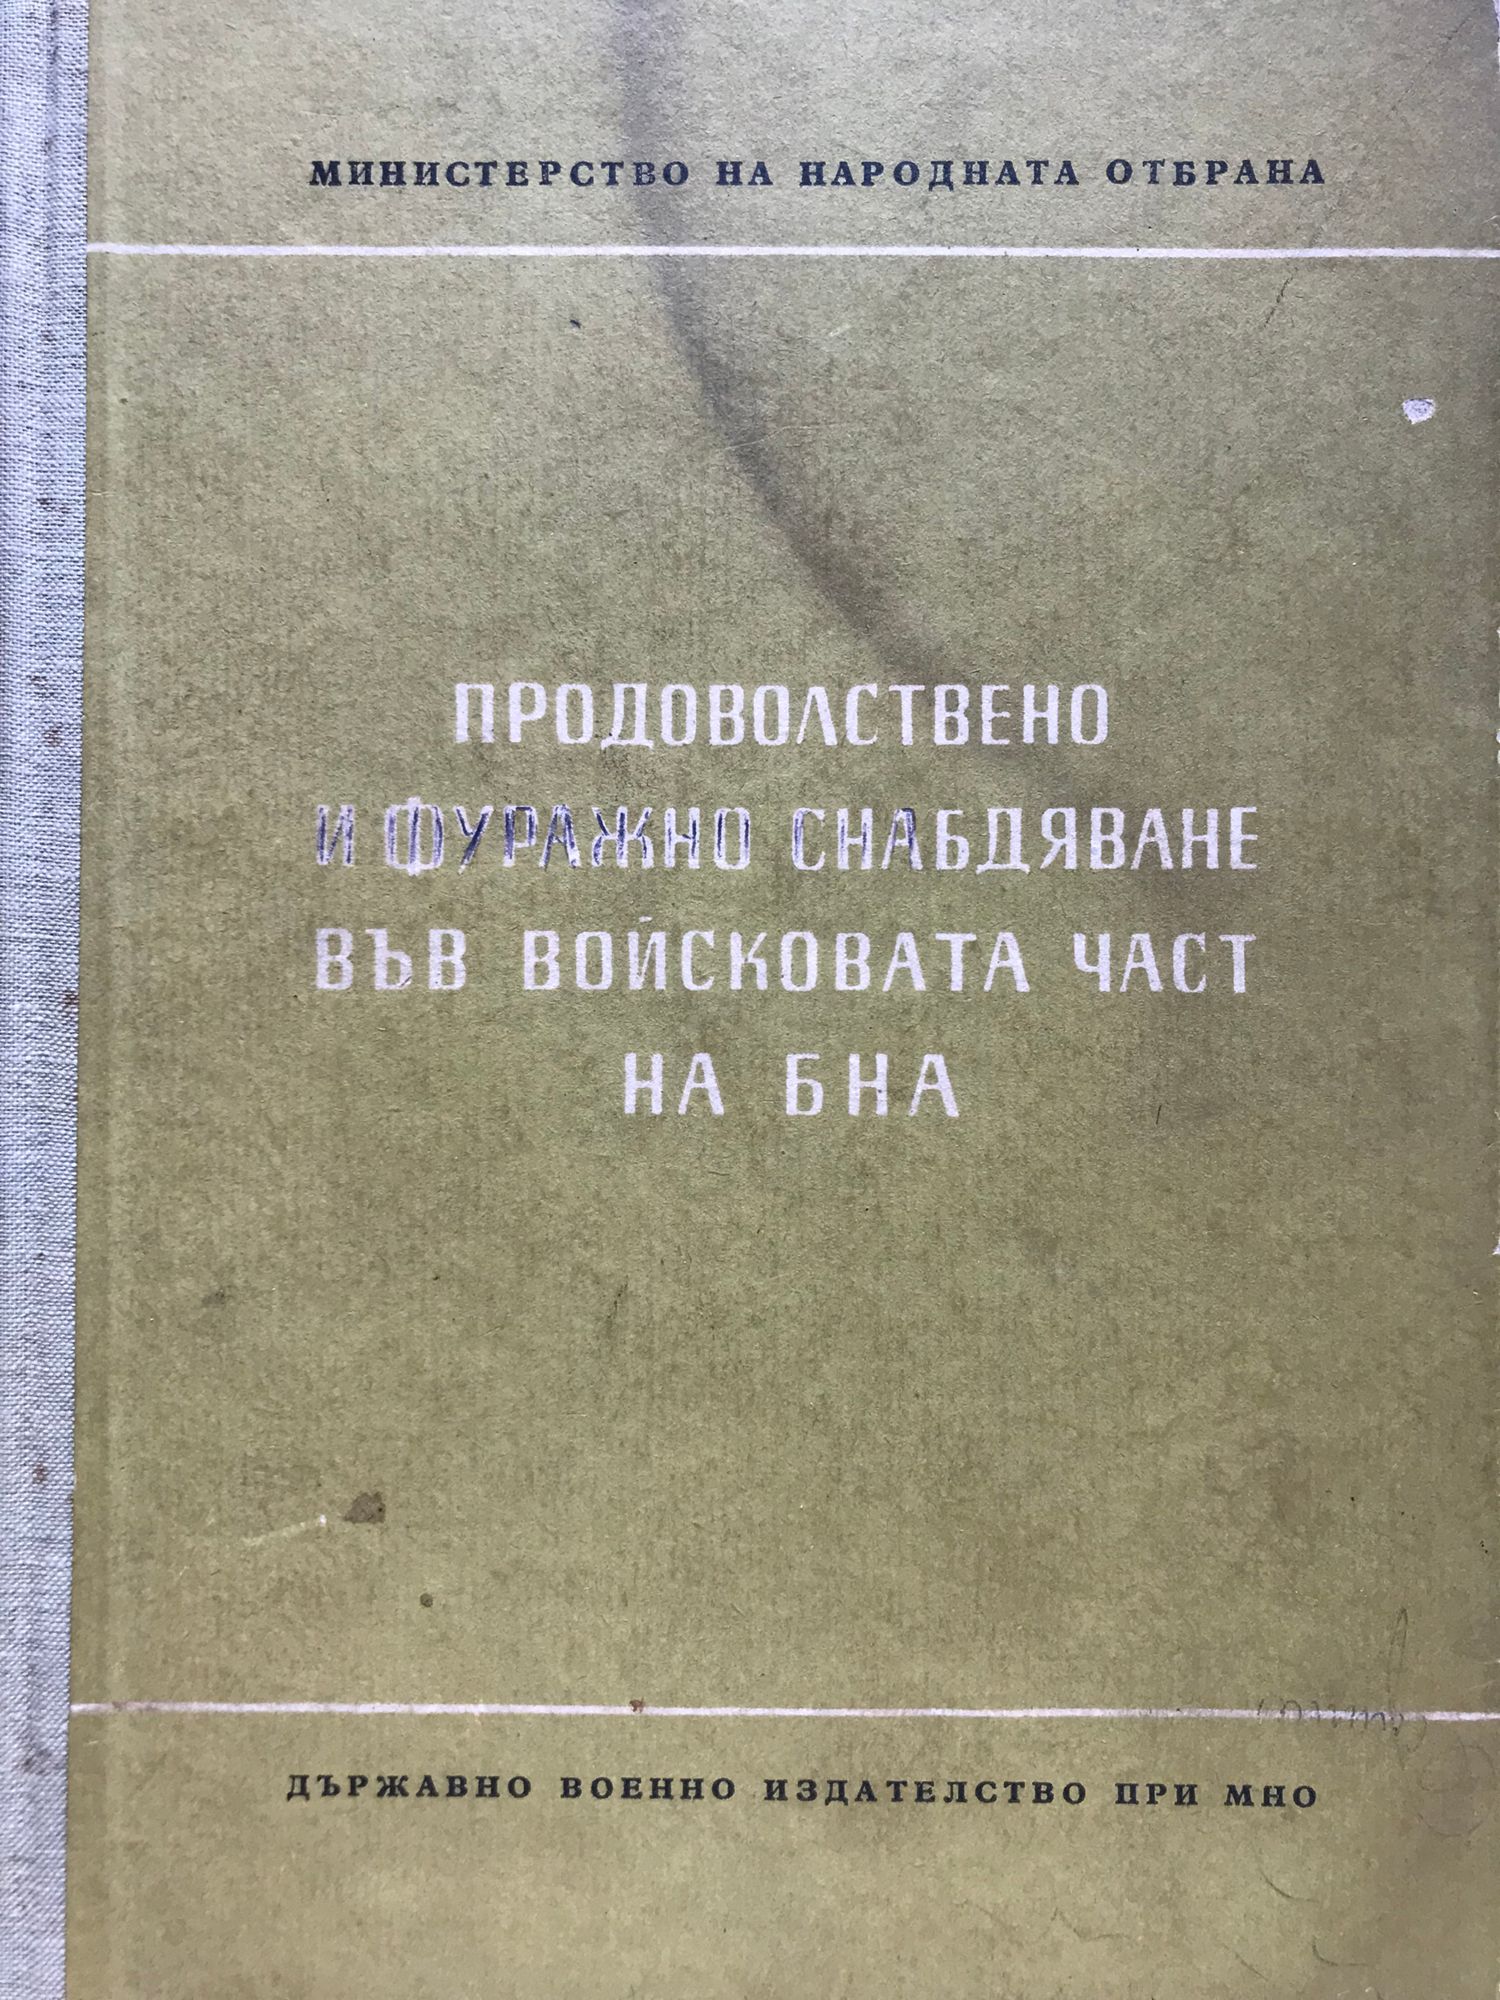 МИНИСТЕРСТВО НА НАРОДНАТА ОТБРАНА
ПРОДОВОЛСТВЕНО
И ФУРАЖНО СНАБДЯВАНЕ
ВЪВ ВОЙСКОВАТА ЧАСТ
НА БНА
ДЪРЖАВНО ВОЕННО ИЗДАТЕЛСТВО ПРИ МНО